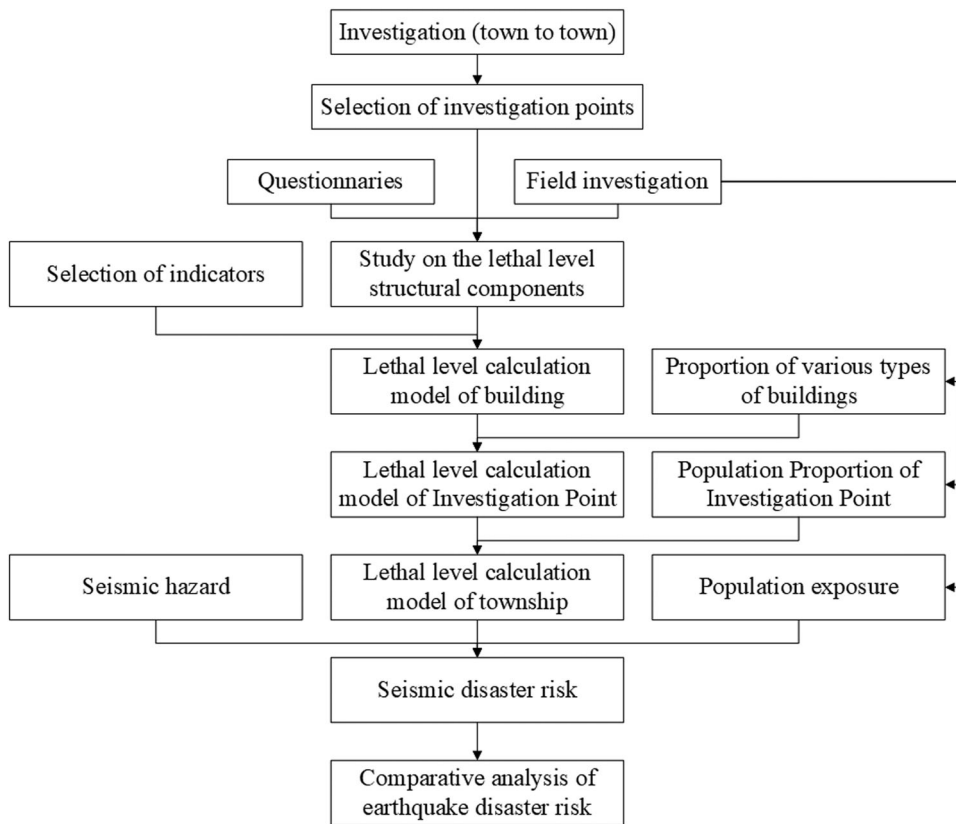 Investigation (town to town)
Selection of investigation points
Questionnaries
Field investigation
Selection of indicators
Study on the lethal level
structural components
Lethal level calculation
model of building
Proportion of various types
of buildings
Lethal level calculation
model of Investigation Point
Population Proportion of
Investigation Point
Seismic hazard
Lethal level calculation
model of township
Population exposure
Seismic disaster risk
Comparative analysis of
earthquake disaster risk